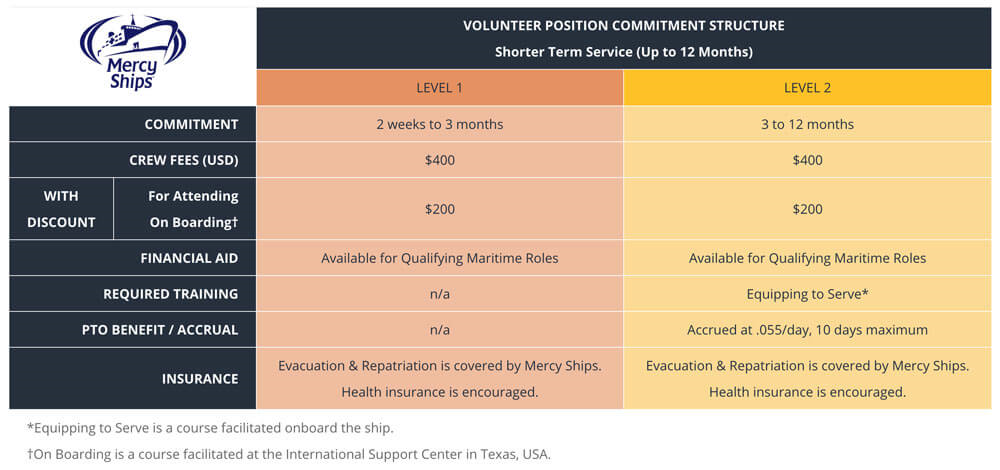 Mercy
Ships
VOLUNTEER POSITION COMMITMENT STRUCTURE
Shorter Term Service (Up to 12 Months)
LEVEL 1 LEVEL 2
COMMITMENT 2 weeks to 3 months 3 to 12 months
CREW FEES (USD) $400 $400
WITH
DISCOUNT
For Attending
On Boarding†
$200 $200
FINANCIAL AID Available for Qualifying Maritime Roles Available for Qualifying Maritime Roles
REQUIRED TRAINING n/a Equipping to Serve*
PTO BENEFIT / ACCRUAL n/a Accrued at .055/day, 10 days maximum
INSURANCE
Evacuation & Repatriation is covered by Mercy Ships.
Health insurance is encouraged.
Evacuation & Repatriation is covered by Mercy Ships.
Health insurance is encouraged.
*Equipping to Serve is a course facilitated onboard the ship.
†On Boarding is a course facilitated at the International Support Center in Texas, USA.